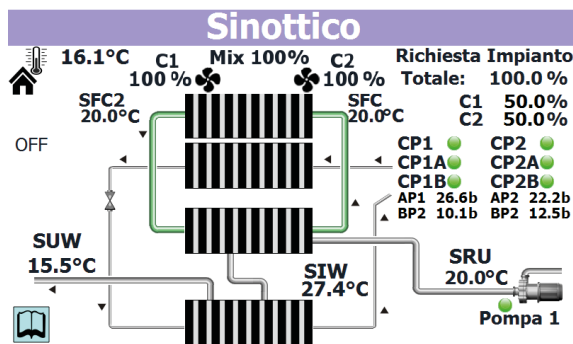 Sinottico
16.1°C
C1
100 %
Mix 100%
C2
100 %
Richiesta Impianto
Totale: 100.0 %
C1 50.0%
C2 50.0%
SFC2
20.0°C
SFC
20.0°C
OFF
CP1 CP2
CP1A CP2A
CP1B CP2B
AP1 26.6b AP2 22.2b
BP2 10.1b BP2 12.5b
SUW
15.5°C
SIW
27.4°C
SRU
20.0°C
Pompa 1